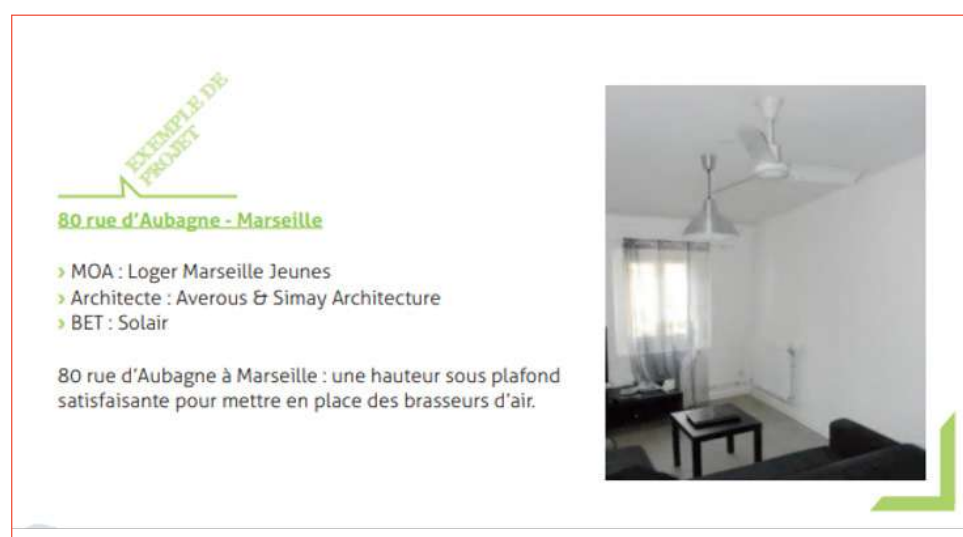 EXEMPLE DE
PROJET
80 rue d'Aubagne - Marseille
› MOA : Loger Marseille Jeunes
› Architecte : Averous & Simay Architecture
› BET : Solair
80 rue d'Aubagne à Marseille : une hauteur sous plafond
satisfaisante pour mettre en place des brasseurs d'air.